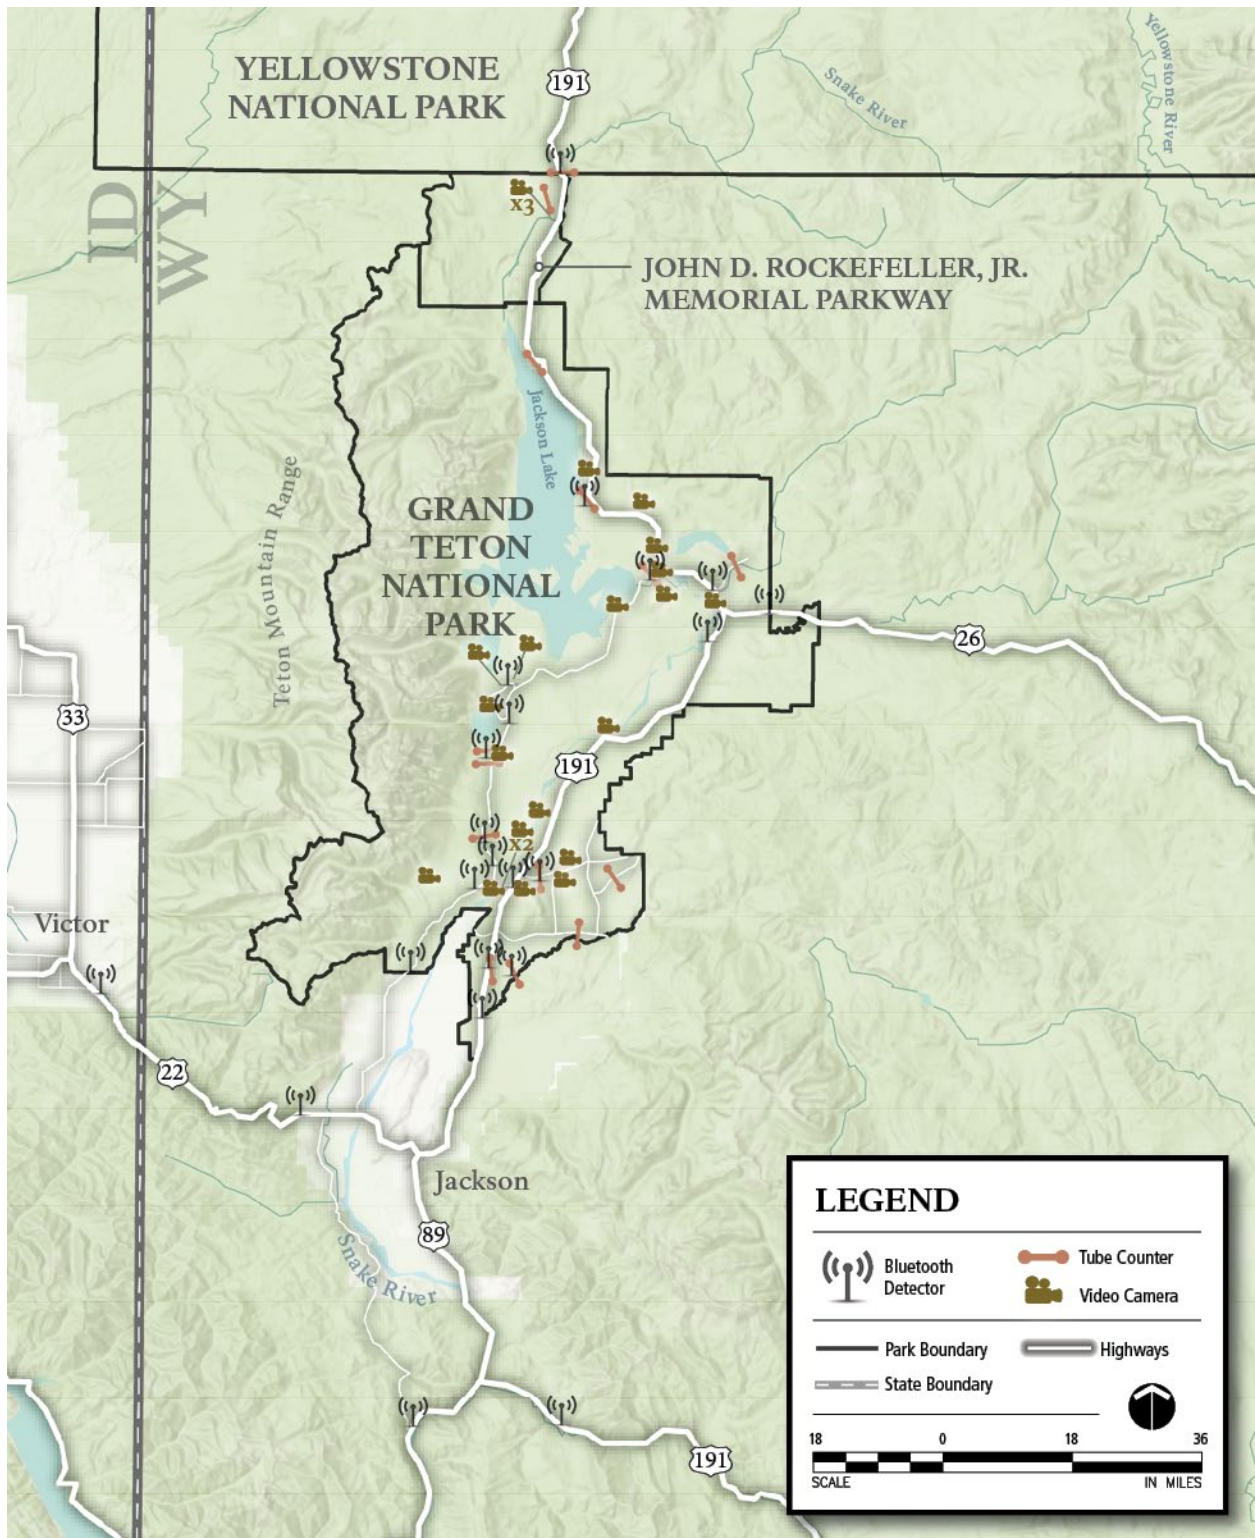 191
YELLOWSTONE
NATIONAL PARK
Snake River
Yellowstone River
ID
WY
x3
JOHN D. ROCKEFELLER, JR.
MEMORIAL PARKWAY
Jackson Lake
Teton Mountain Range
GRAND
TETON
NATIONAL
PARK
26
33
191
x2
Victor
22
Jackson
89
Snake River
191
LEGEND
Bluetooth
Detector
Tube Counter
Video Camera
Park Boundary
Highways
State Boundary
18 0 18 36
SCALE IN MILES